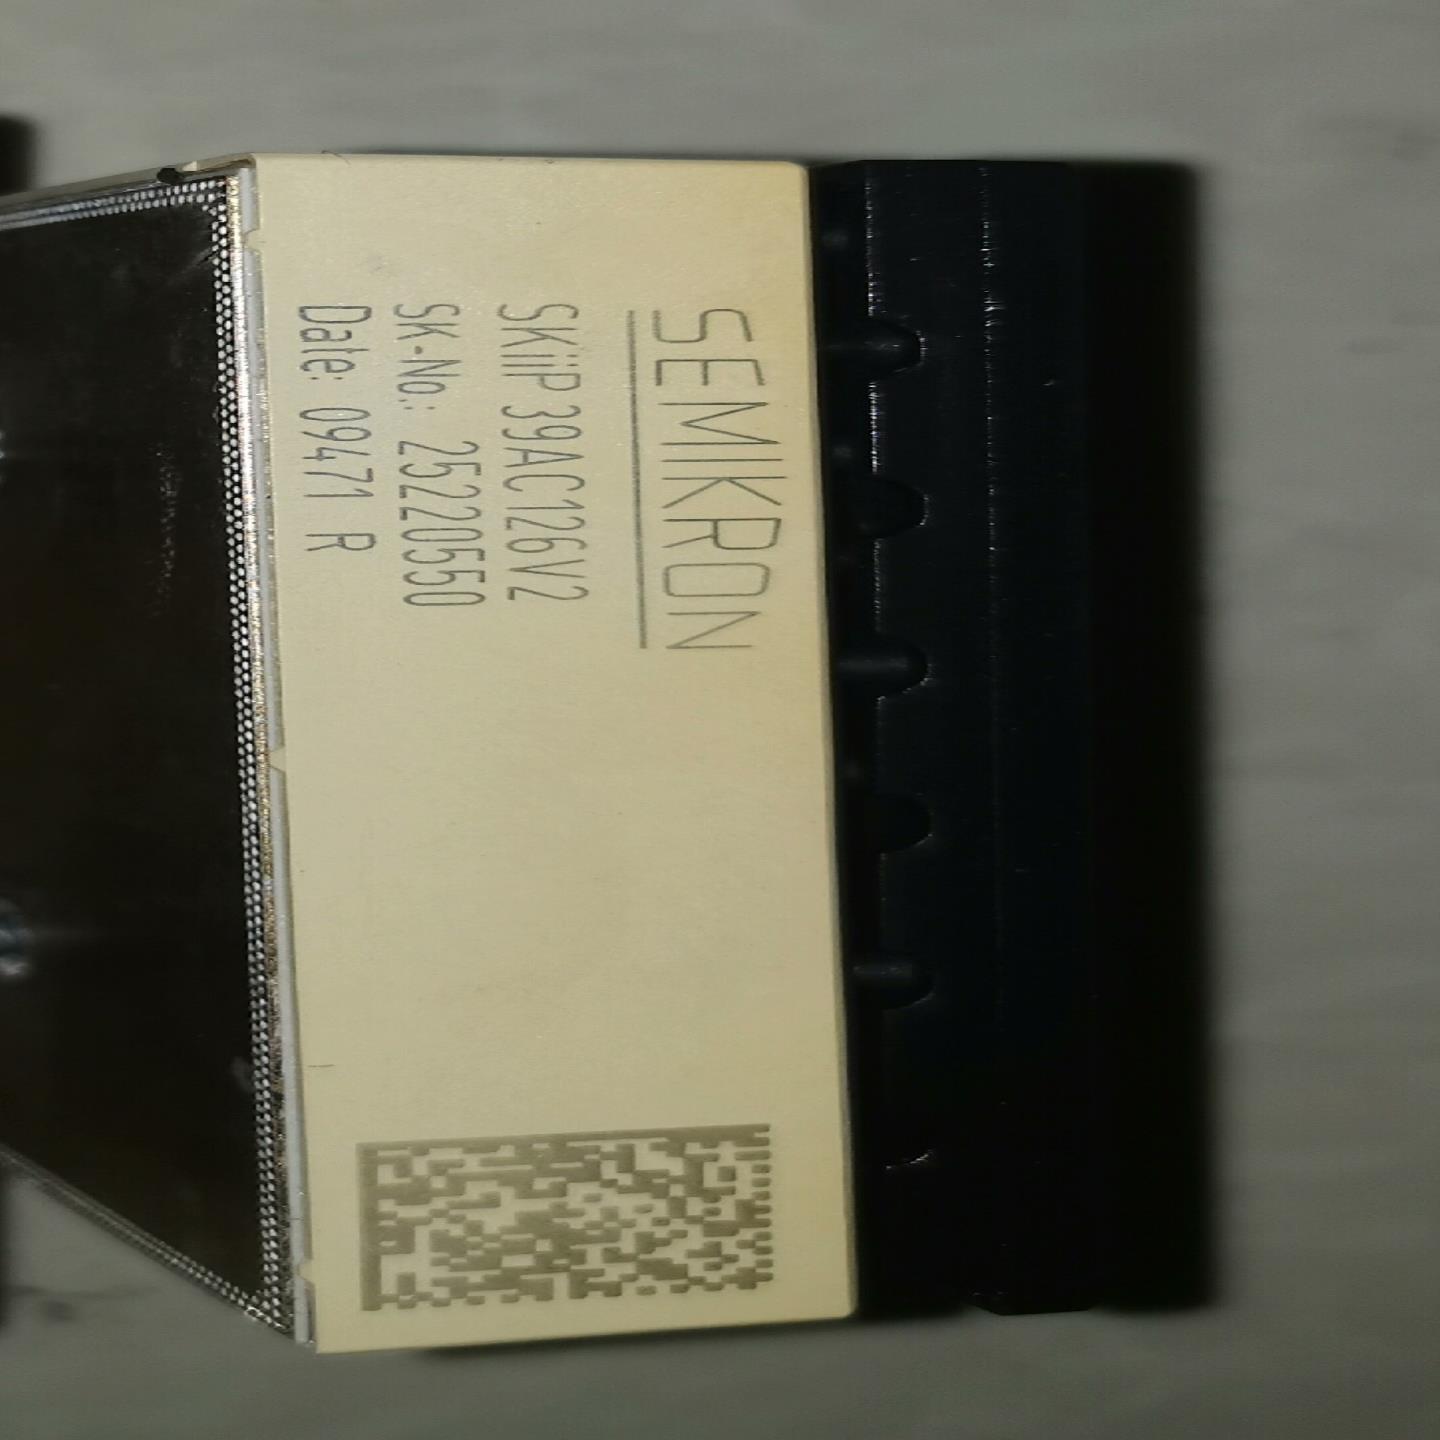 SEMIKRON
SKiiP 39AC126V2
SK-No.: 25220550
Date: 09471 R